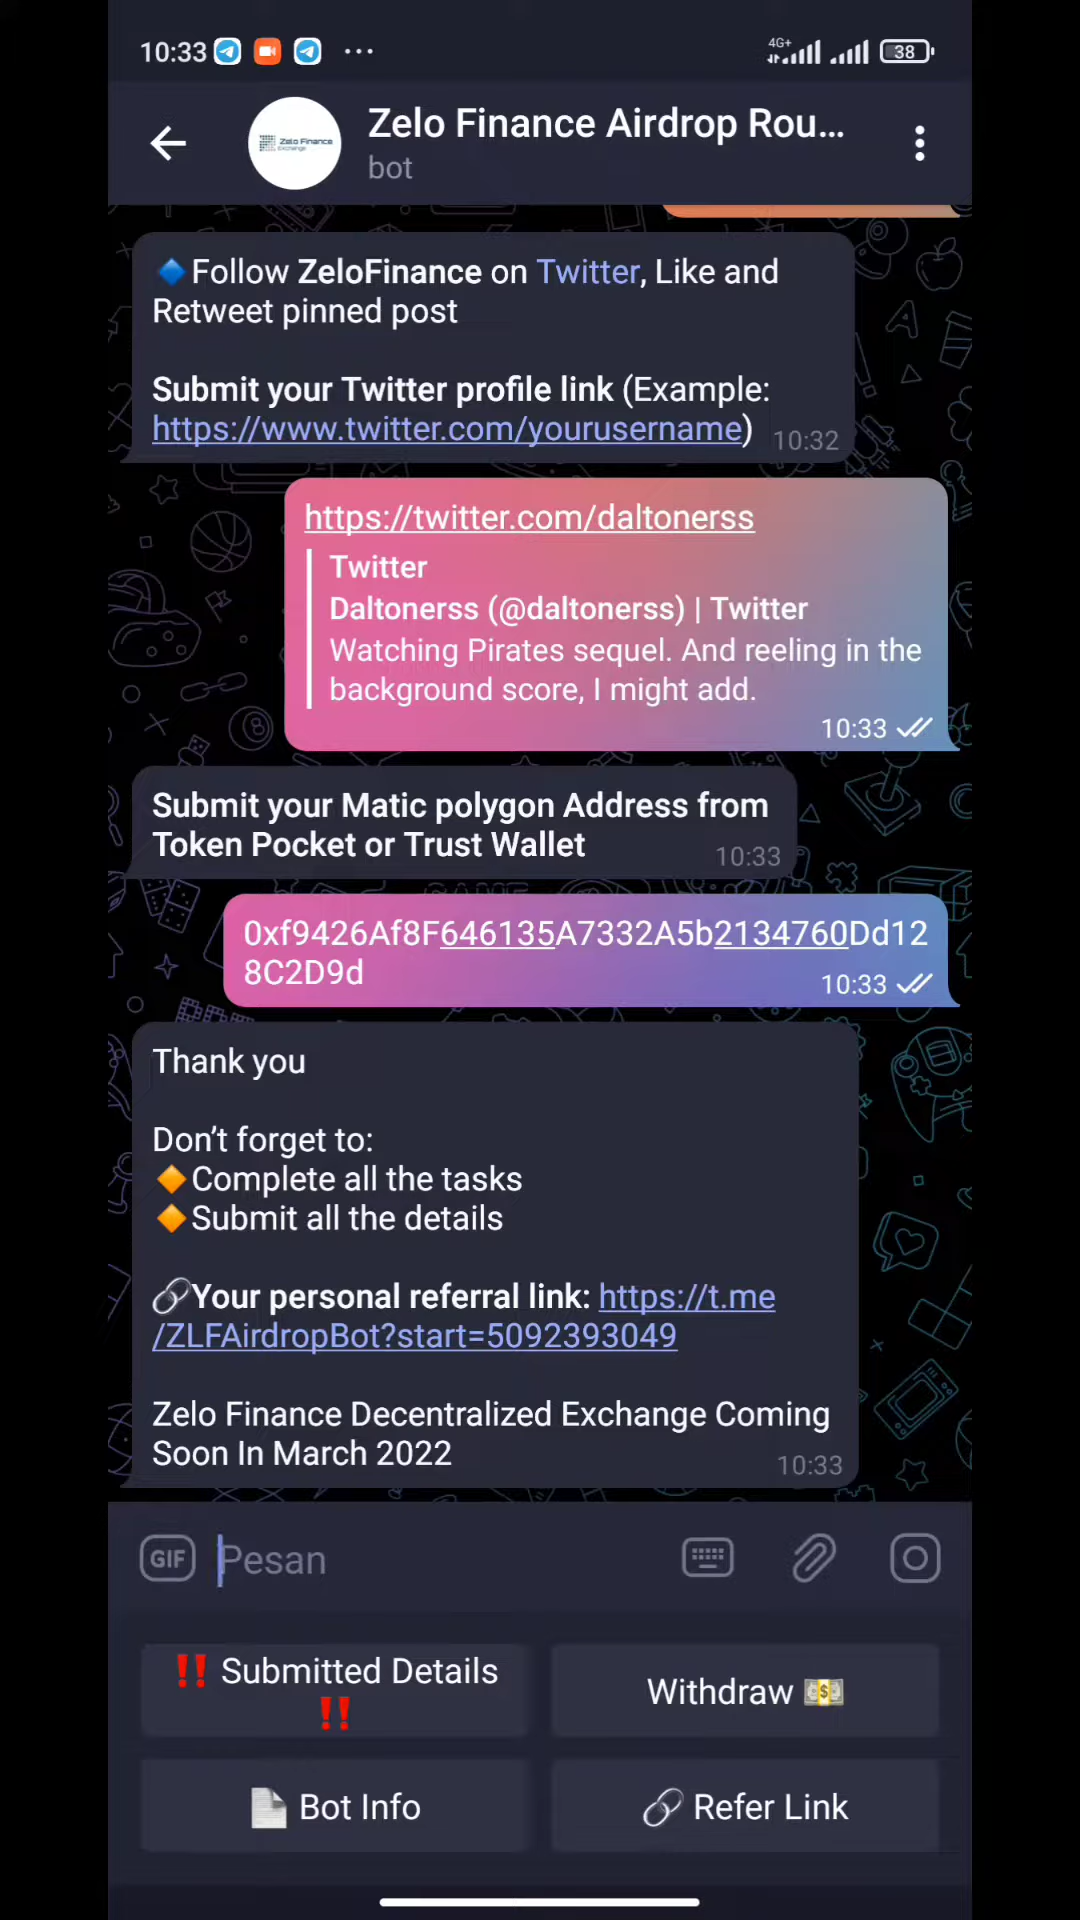 10:33
4G+
38
Zelo Finance Airdrop Rou...
bot
Zelo Finance
Exchange
Follow ZeloFinance on Twitter, Like and
Retweet pinned post
Submit your Twitter profile link (Example:
https://www.twitter.com/yourusername)
10:32
https://twitter.com/daltonerss
Twitter
Daltonerss (@daltonerss) | Twitter
Watching Pirates sequel. And reeling in the
background score, I might add.
10:33
Submit your Matic polygon Address from
Token Pocket or Trust Wallet
10:33
0xf9426Af8F646135A7332A5b2134760Dd12
8C2D9d
10:33
Thank you
Don't forget to:
Complete all the tasks
Submit all the details
Your personal referral link: https://t.me
/ZLFAirdropBot?start=5092393049
Zelo Finance Decentralized Exchange Coming
Soon In March 2022
10:33
GIF
Pesan
‼️ Submitted Details
‼️
Withdraw
Bot Info
Refer Link